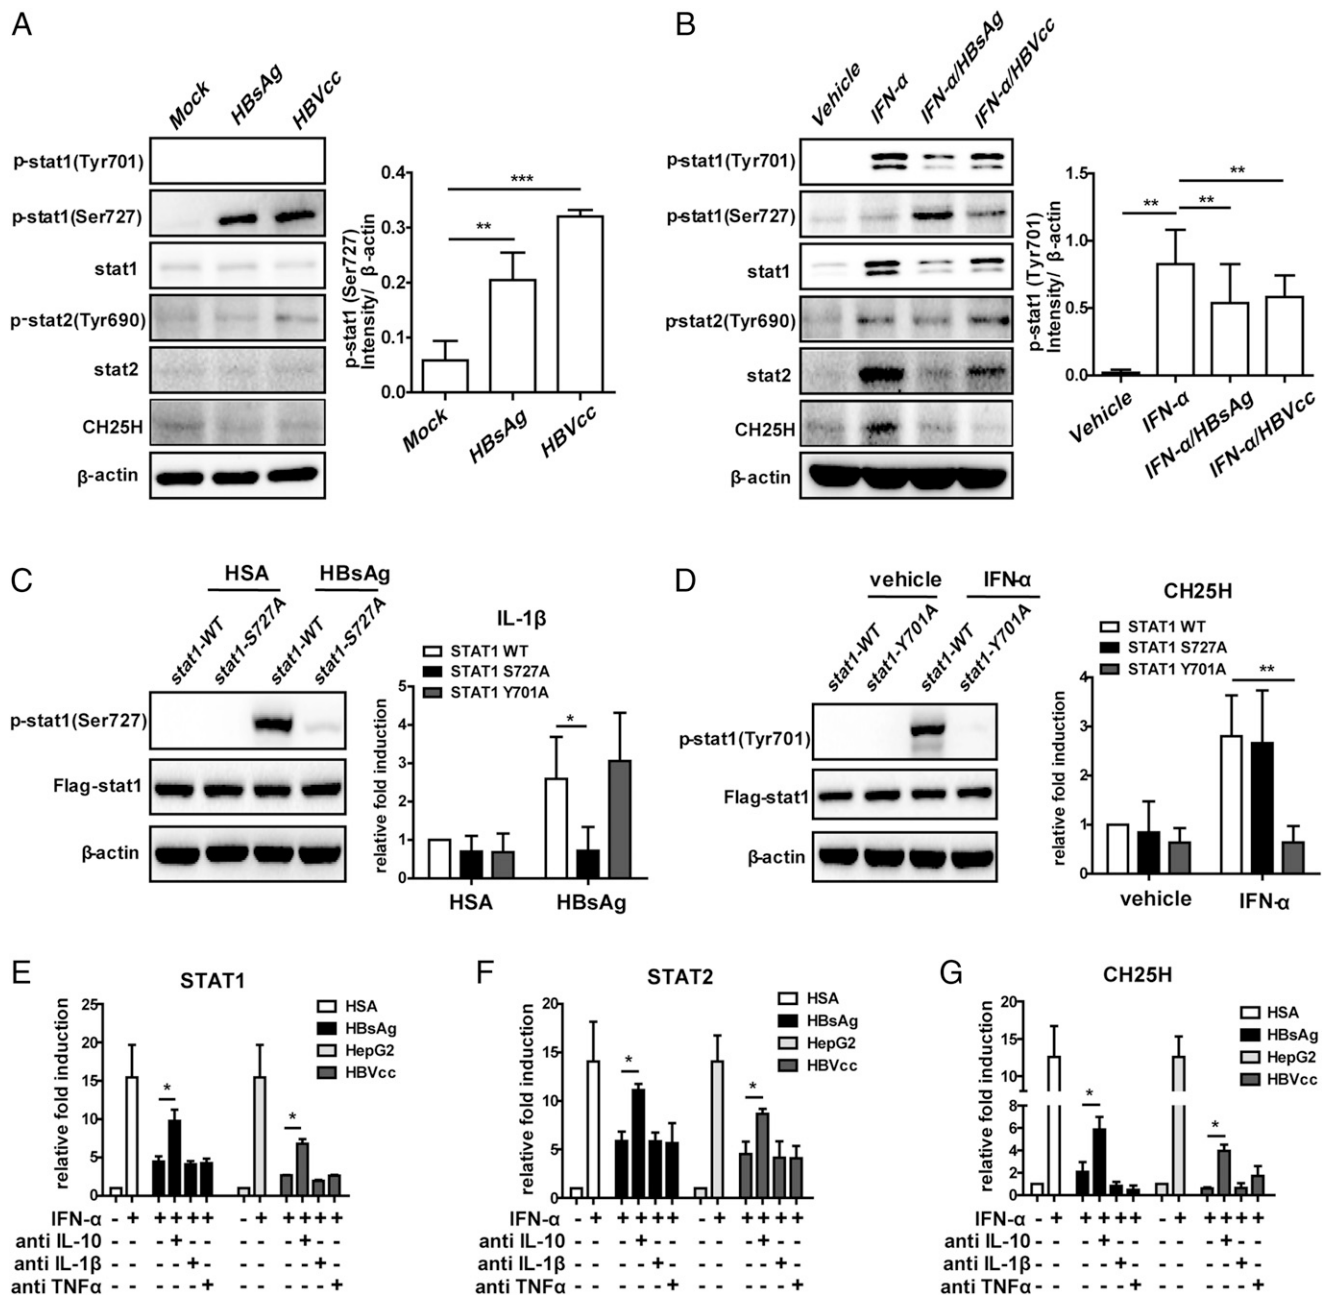 A
Mock
HBsAg
HBVcc
p-stat1(Tyr701)
p-stat1(Ser727)
stat1
p-stat2(Tyr690)
stat2
CH25H
β-actin
p-stat1 (Ser727)
Intensity/ β-actin
0.4
0.3
0.2
0.1
0.0
**
***
Mock
HBsAg
HBVcc
B
Vehicle
IFN-α
IFN-α/HBsAg
IFN-α/HBVcc
p-stat1(Tyr701)
p-stat1(Ser727)
stat1
p-stat2(Tyr690)
stat2
CH25H
β-actin
p-stat1 (Tyr701)
Intensity/ β-actin
1.5
1.0
0.5
0.0
**
**
**
Vehicle
IFN-α
IFN-α/HBsAg
IFN-α/HBVcc
C
HSA
HBsAg
stat1-WT
stat1-S727A
stat1-WT
stat1-S727A
p-stat1(Ser727)
Flag-stat1
β-actin
IL-1β
STAT1 WT
STAT1 S727A
STAT1 Y701A
relative fold induction
5
4
3
2
1
0
*
HSA
HBsAg
D
vehicle
IFN-α
stat1-WT
stat1-Y701A
stat1-WT
stat1-Y701A
p-stat1(Tyr701)
Flag-stat1
β-actin
CH25H
STAT1 WT
STAT1 S727A
STAT1 Y701A
relative fold induction
4
3
2
1
0
**
vehicle
IFN-α
E
STAT1
HSA
HBsAg
HepG2
HBVcc
relative fold induction
25
20
15
10
5
0
*
*
IFN-α - + + + + + - + + + + +
anti IL-10 - - - + - - - - - + - -
anti IL-1β - - - - + - - - - - + -
anti TNFα - - - - - + - - - - - +
F
STAT2
HSA
HBsAg
HepG2
HBVcc
relative fold induction
20
15
10
5
0
*
*
IFN-α - + + + + + - + + + + +
anti IL-10 - - - + - - - - - + - -
anti IL-1β - - - - + - - - - - + -
anti TNFα - - - - - + - - - - - +
G
CH25H
HSA
HBsAg
HepG2
HBVcc
relative fold induction
20
15
10
8
6
4
2
0
*
*
IFN-α - + + + + + - + + + + +
anti IL-10 - - - + - - - - - + - -
anti IL-1β - - - - + - - - - - + -
anti TNFα - - - - - + - - - - - +